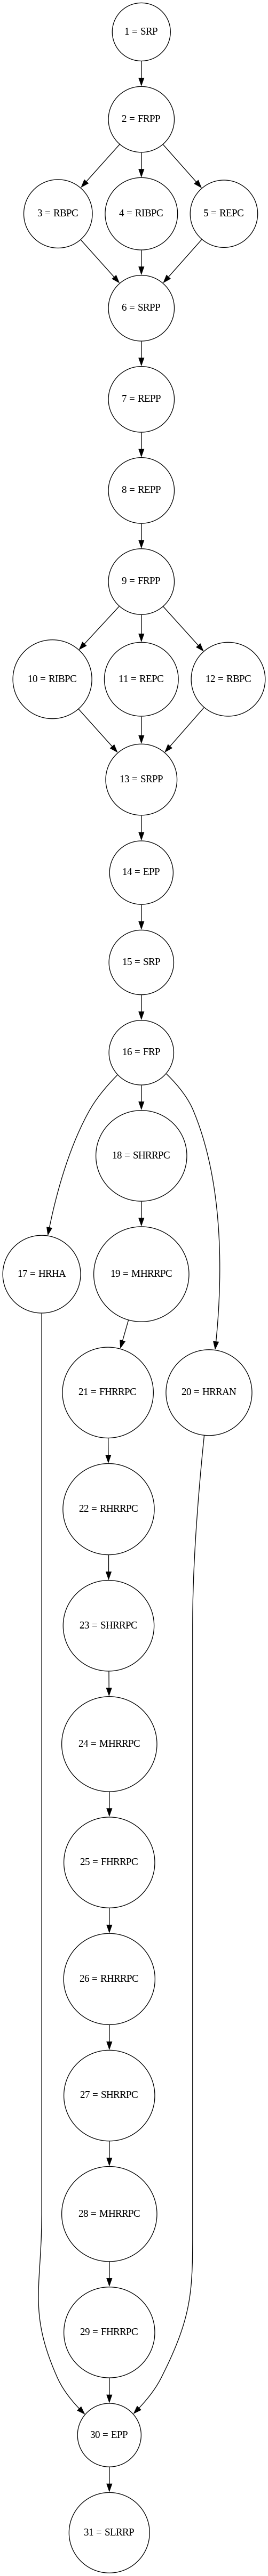 1 = SRP
2 = FRPP
3 = RBPC
4 = RIBPC
5 = REPC
6 = SRPP
7 = REPP
8 = REPP
9 = FRPP
10 = RIBPC
11 = REPC
12 = RBPC
13 = SRPP
14 = EPP
15 = SRP
16 = FRP
18 = SHRRPC
17 = HRHA
19 = MHRRPC
21 = FHRRPC
20 = HRRAN
22 = RHRRPC
23 = SHRRPC
24 = MHRRPC
25 = FHRRPC
26 = RHRRPC
27 = SHRRPC
28 = MHRRPC
29 = FHRRPC
30 = EPP
31 = SLRRP